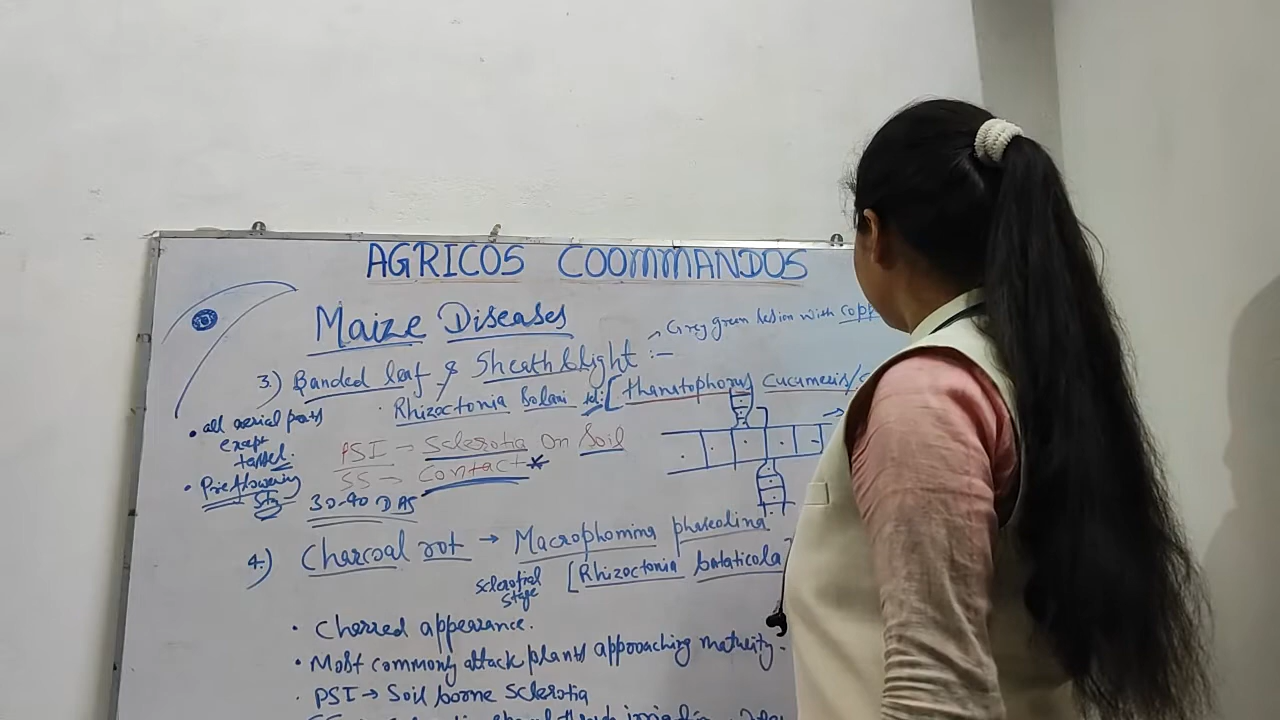 AGRICOS COOMMANDOS
Maize Diseases
Grey green lesion with copp
3.) Banded leaf & Sheath Blight :-
Rhizoctonia Solani [ thanatophorus cucumeris/
• all aerial parts
except
tassel.
PSI → Sclerotia on Soil
SS → Contact*
• Pre flowering
Stg
30-40 DAS
4.) Charcoal rot → Macrophomina phaseolina
sclerotial
stage
[Rhizoctonia bataticola]
• Charred appearance.
• Most commonly attack plants approaching maturity.
• PSI → Soil borne sclerotia